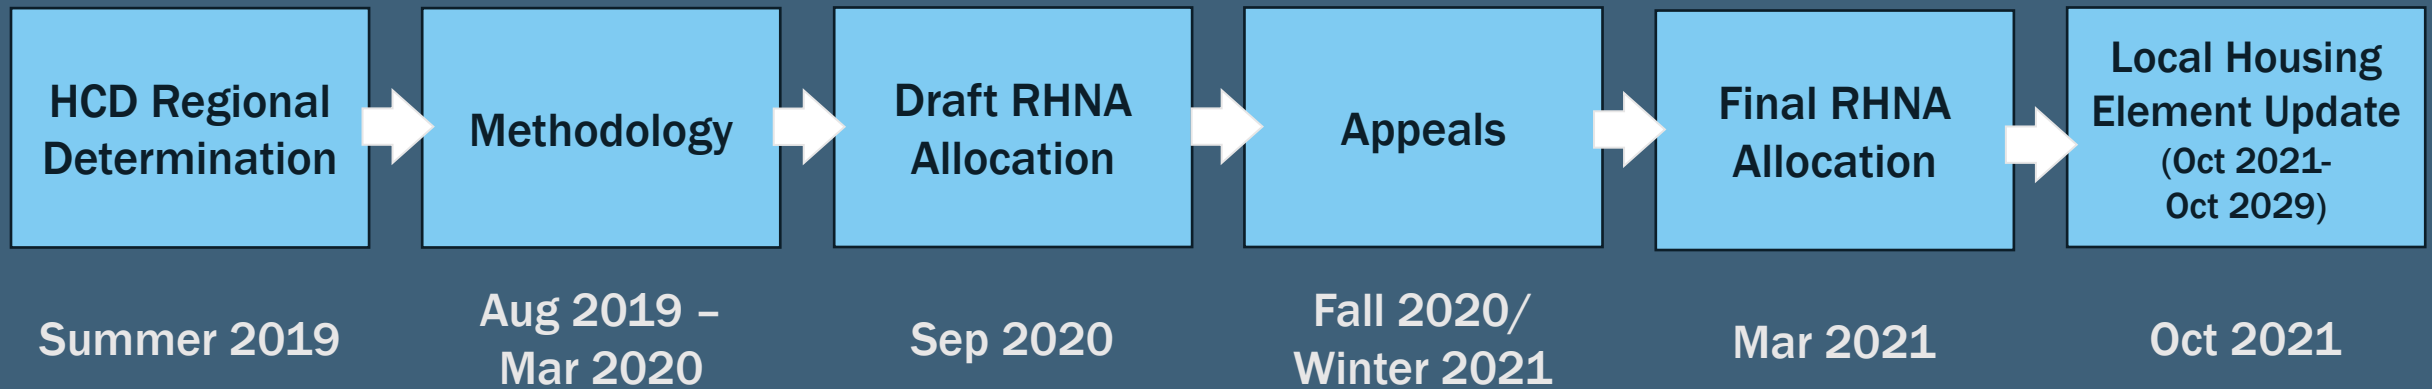 HCD Regional
Determination
Methodology
Draft RHNA
Allocation
Appeals
Final RHNA
Allocation
Local Housing
Element Update
(Oct 2021-
Oct 2029)
Summer 2019
Aug 2019 –
Mar 2020
Sep 2020
Fall 2020/
Winter 2021
Mar 2021
Oct 2021